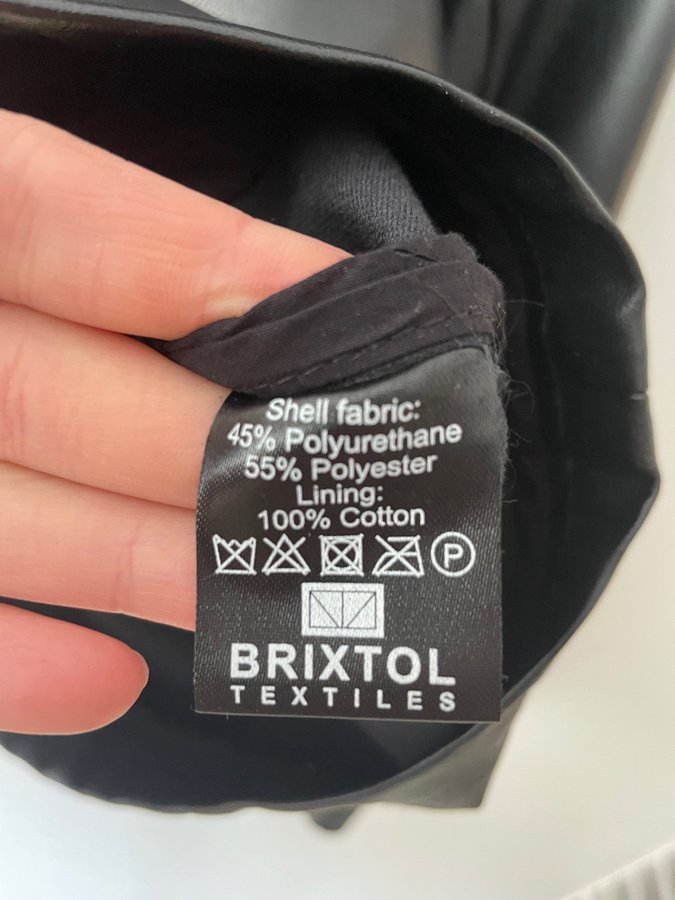 Shell fabric:
45% Polyurethane
55% Polyester
Lining:
100% Cotton
P
BRIXTOL
TEXTILES